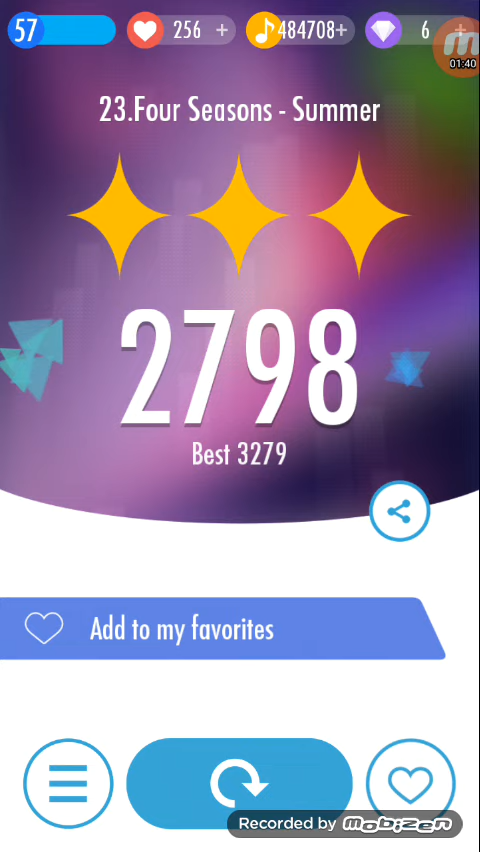 57
256 +
484708+
6 +
01:40
23.Four Seasons - Summer
2798
Best 3279
Add to my favorites
Recorded by mobizen